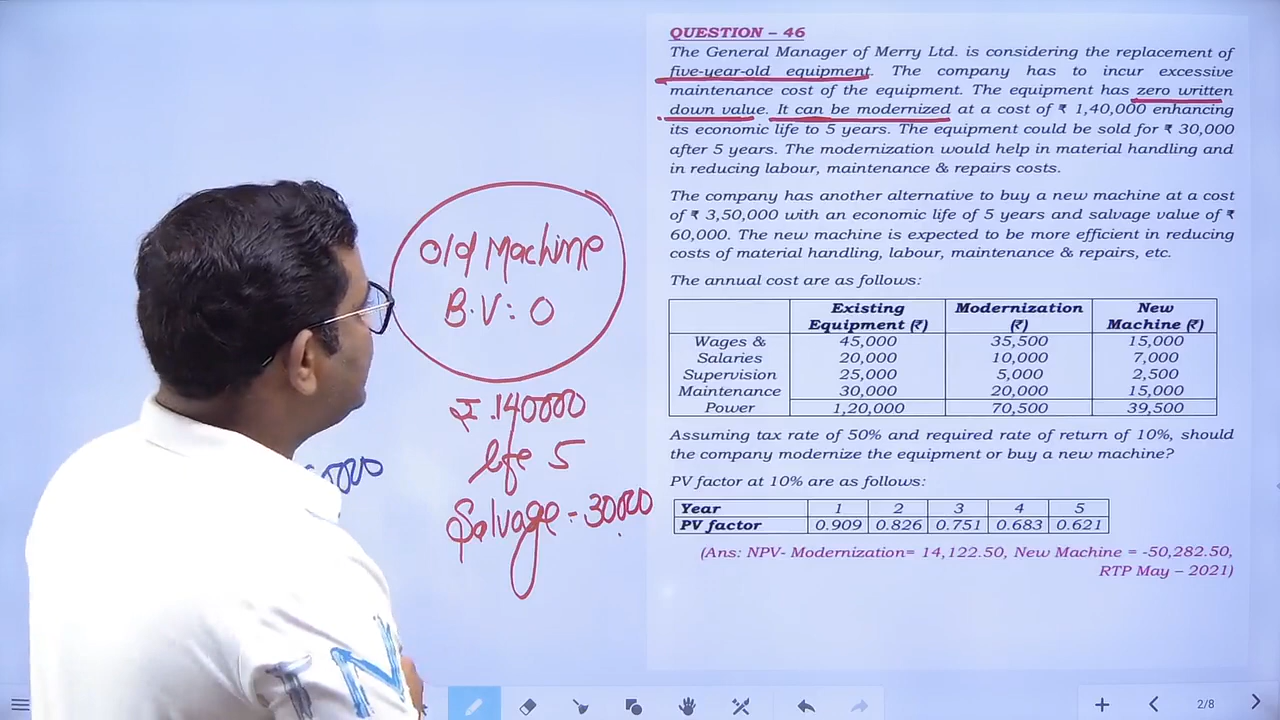 QUESTION – 46
The General Manager of Merry Ltd. is considering the replacement of
five-year-old equipment. The company has to incur excessive
maintenance cost of the equipment. The equipment has zero written
down value. It can be modernized at a cost of ₹ 1,40,000 enhancing
its economic life to 5 years. The equipment could be sold for ₹ 30,000
after 5 years. The modernization would help in material handling and
in reducing labour, maintenance & repairs costs.
The company has another alternative to buy a new machine at a cost
of ₹ 3,50,000 with an economic life of 5 years and salvage value of ₹
60,000. The new machine is expected to be more efficient in reducing
costs of material handling, labour, maintenance & repairs, etc.
The annual cost are as follows:
Existing Equipment (₹) Modernization (₹) New Machine (₹)
Wages & 45,000 35,500 15,000
Salaries 20,000 10,000 7,000
Supervision 25,000 5,000 2,500
Maintenance 30,000 20,000 15,000
Power 1,20,000 70,500 39,500
Assuming tax rate of 50% and required rate of return of 10%, should
the company modernize the equipment or buy a new machine?
PV factor at 10% are as follows:
Year 1 2 3 4 5
PV factor 0.909 0.826 0.751 0.683 0.621
(Ans: NPV- Modernization= 14,122.50, New Machine = -50,282.50,
RTP May – 2021)
Old Machine
B.V: 0
₹.140000
life 5
Salvage = 30000
2/8